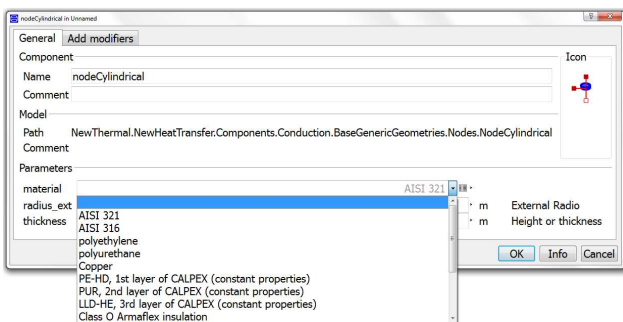 nodeCylindrical in Unnamed
General Add modifiers
Component
Icon
Name nodeCylindrical
Comment
Model
Path NewThermal.NewHeatTransfer.Components.Conduction.BaseGenericGeometries.Nodes.NodeCylindrical
Comment
Parameters
material AISI 321
radius_ext m External Radio
thickness m Height or thickness
AISI 321
AISI 316
polyethylene
polyurethane
Copper
PE-HD, 1st layer of CALPEX (constant properties)
PUR, 2nd layer of CALPEX (constant properties)
LLD-HE, 3rd layer of CALPEX (constant properties)
Class O Armaflex insulation
OK Info Cancel